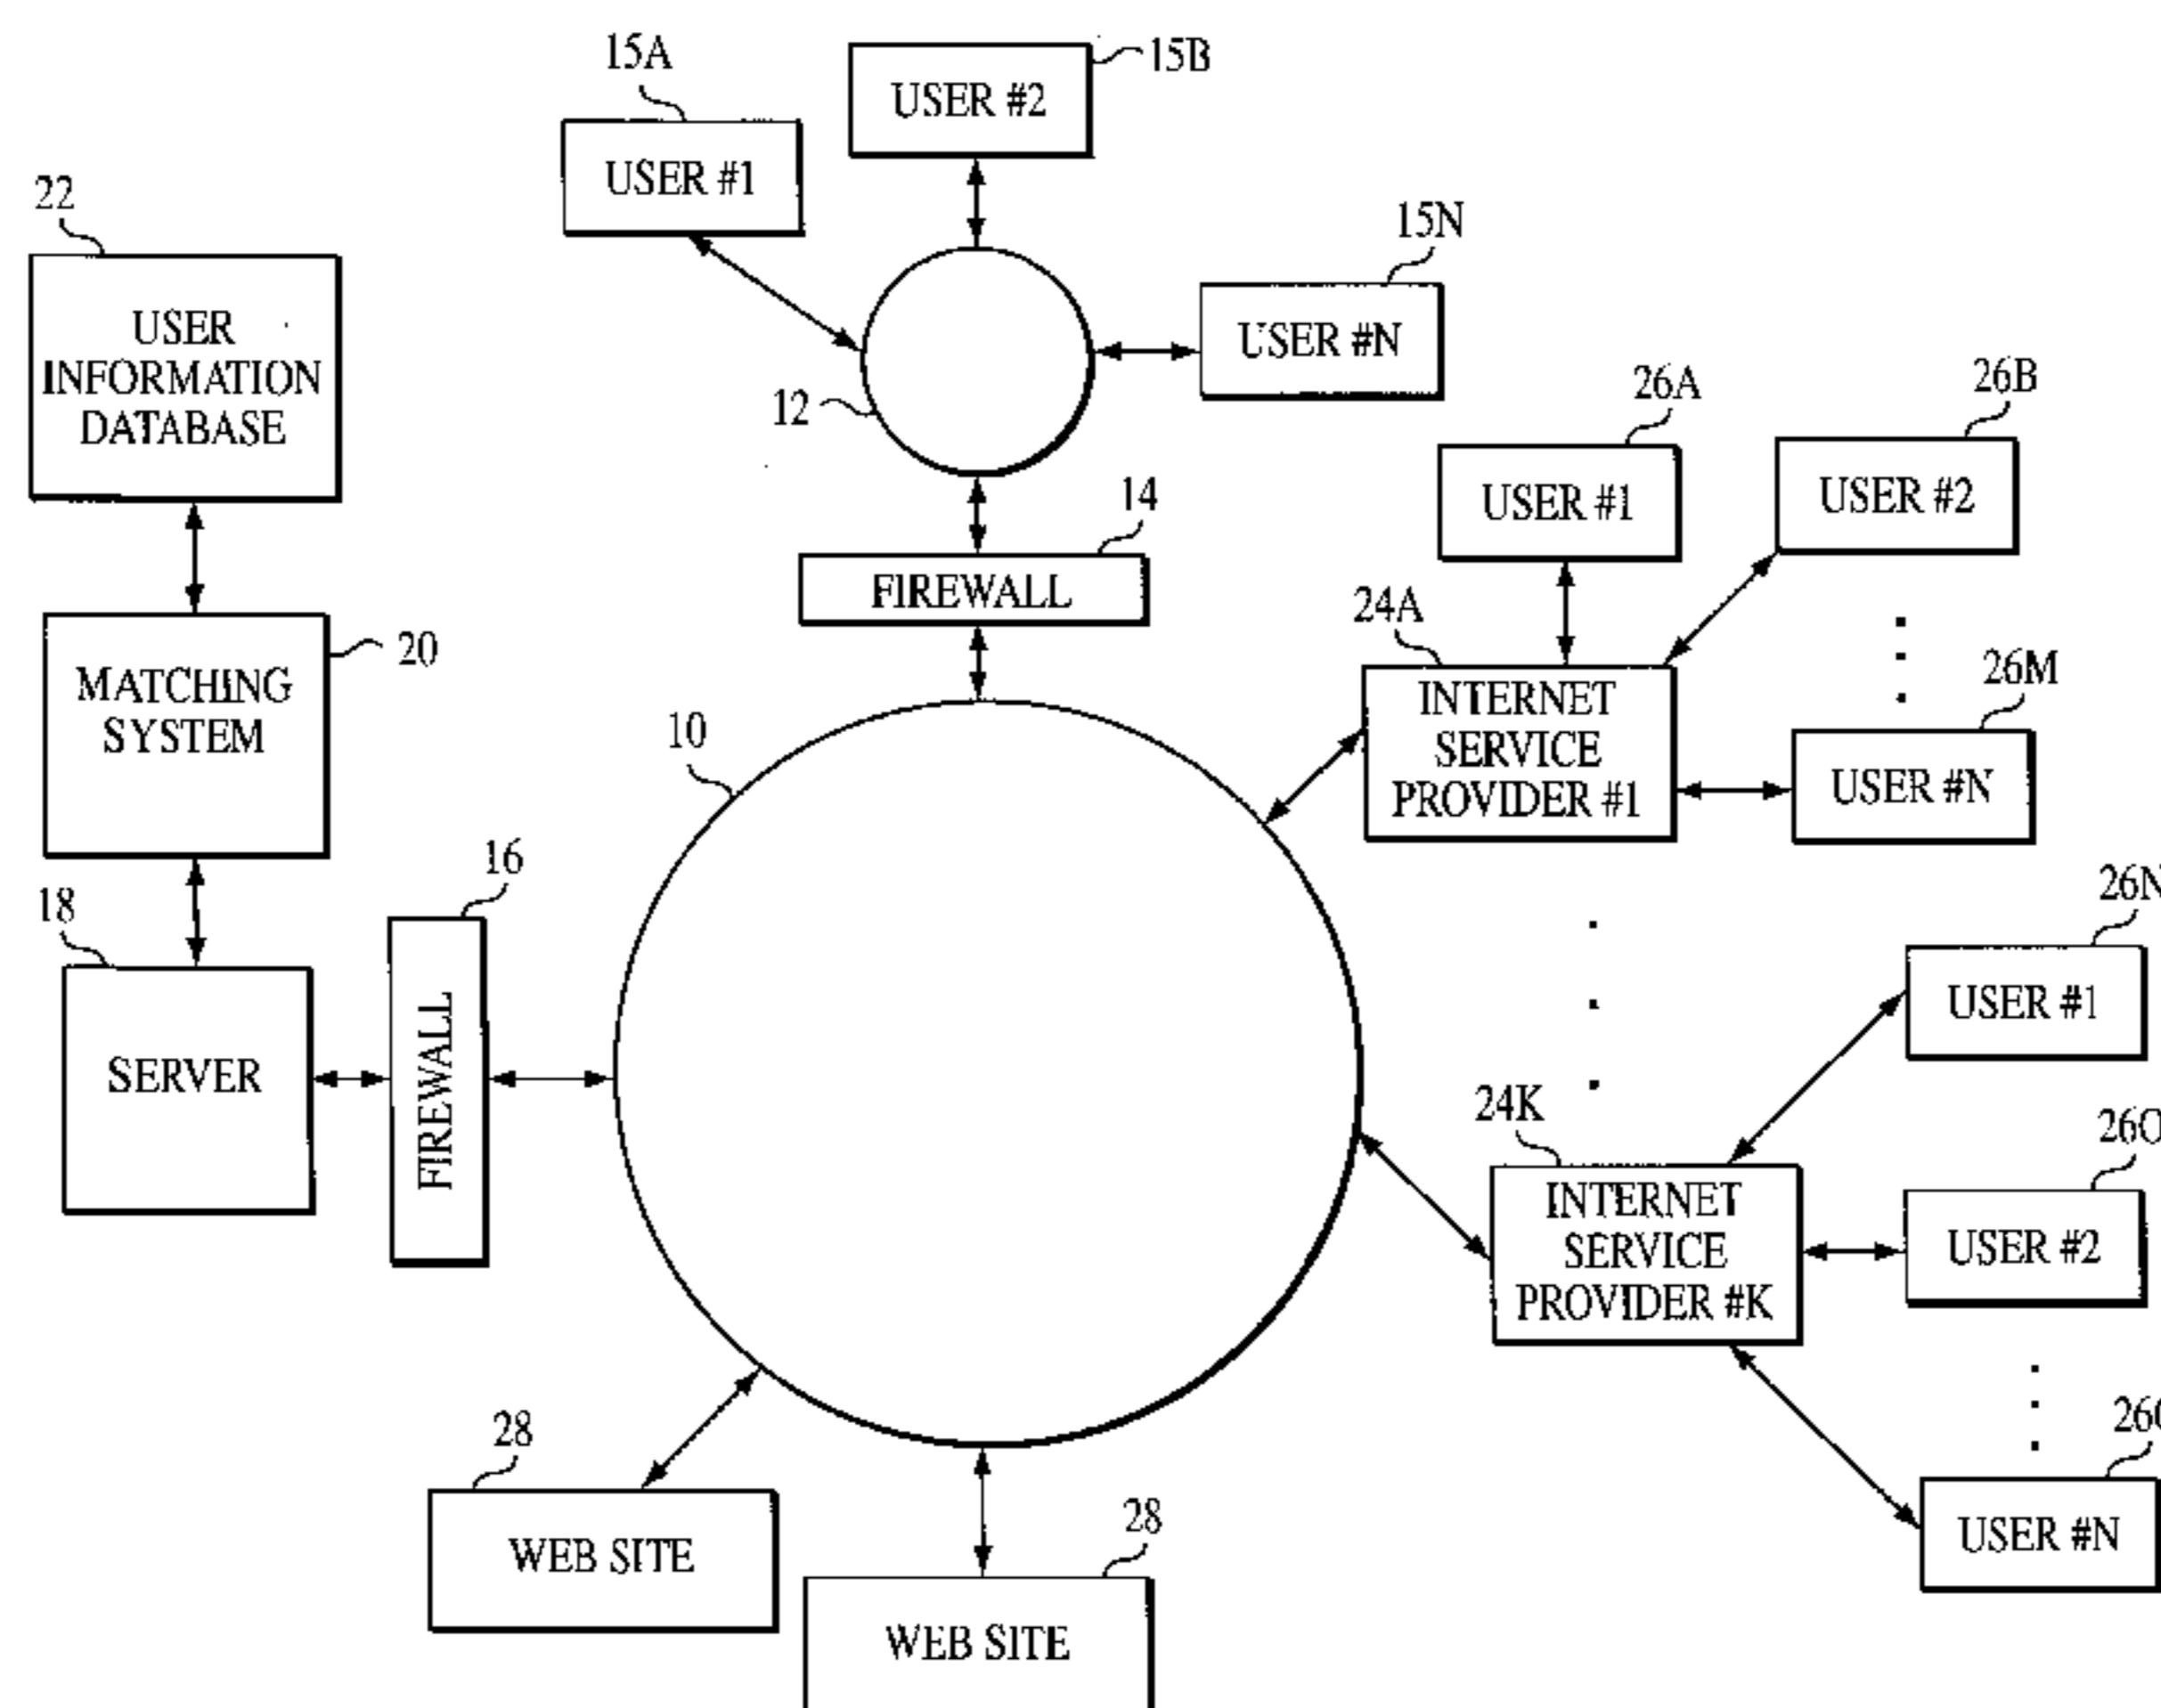 15A
USER #1
USER #2
15B
22
USER
INFORMATION
DATABASE
15N
USER #N
12
26A
USER #1
26B
USER #2
14
FIREWALL
20
MATCHING
SYSTEM
24A
INTERNET
SERVICE
PROVIDER #1
26M
USER #N
10
16
FIREWALL
18
SERVER
26N
USER #1
24K
INTERNET
SERVICE
PROVIDER #K
26O
USER #2
28
WEB SITE
28
WEB SITE
USER #N